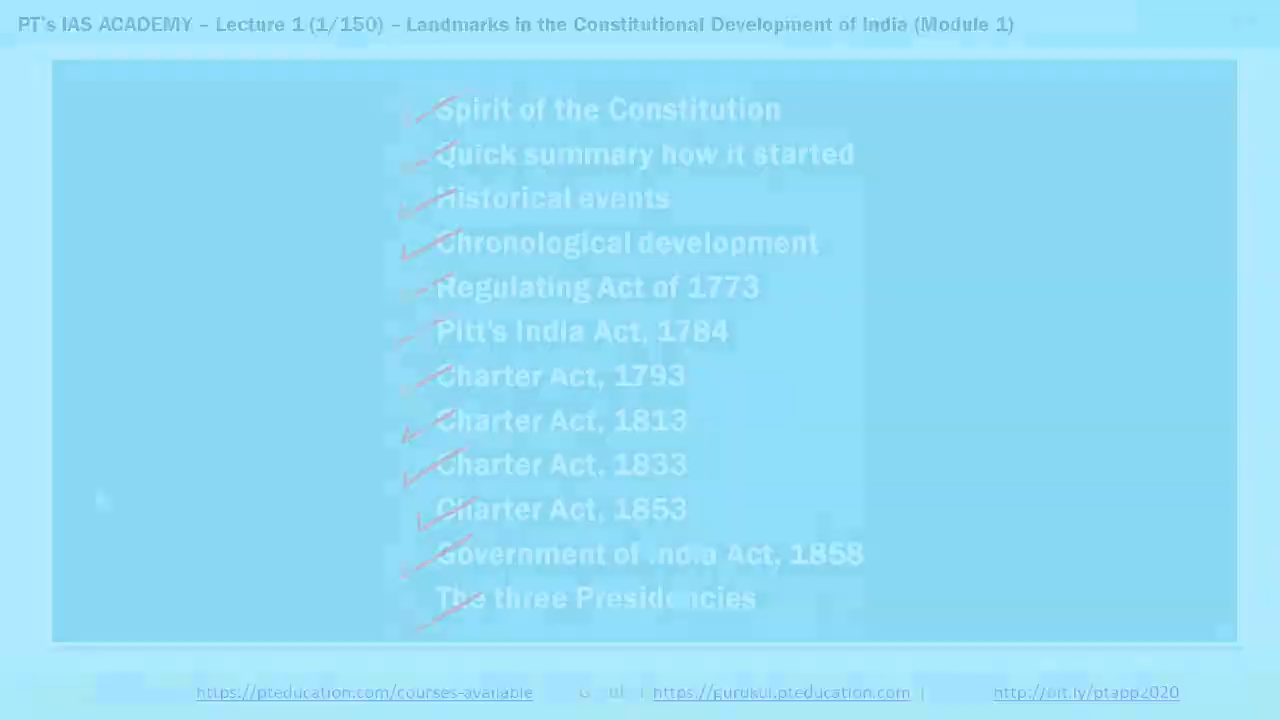 PT's IAS ACADEMY – Lecture 1 (1/150) – Landmarks in the Constitutional Development of India (Module 1)
Spirit of the Constitution
Quick summary how it started
Historical events
Chronological development
Regulating Act of 1773
Pitt's India Act, 1784
Charter Act, 1793
Charter Act, 1813
Charter Act, 1833
Charter Act, 1853
Government of India Act, 1858
The three Presidencies
https://pteducation.com/courses-available | https://gurukul.pteducation.com | http://bit.ly/ptapp2020